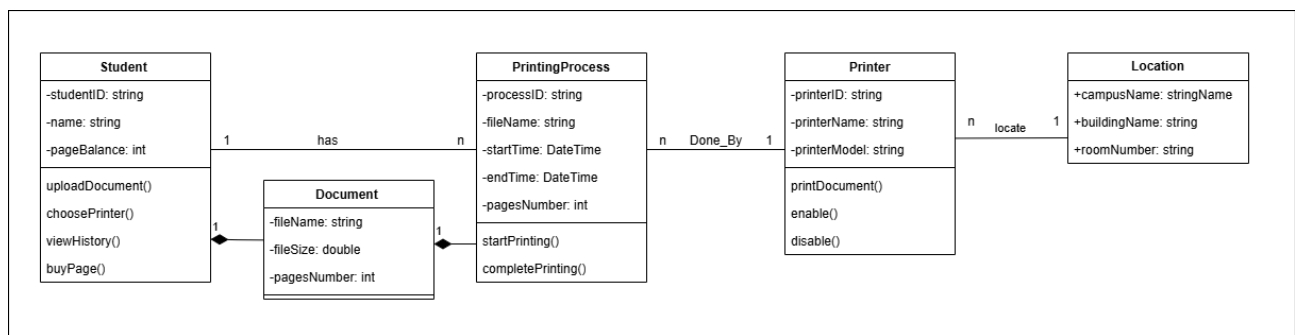 Student
-studentID: string
-name: string
-pageBalance: int
uploadDocument()
choosePrinter()
viewHistory()
buyPage()
1
has
n
1
Document
-fileName: string
-fileSize: double
-pagesNumber: int
1
PrintingProcess
-processID: string
-fileName: string
-startTime: DateTime
-endTime: DateTime
-pagesNumber: int
startPrinting()
completePrinting()
n
Done_By
1
Printer
-printerID: string
-printerName: string
-printerModel: string
printDocument()
enable()
disable()
n
locate
1
Location
+campusName: stringName
+buildingName: string
+roomNumber: string